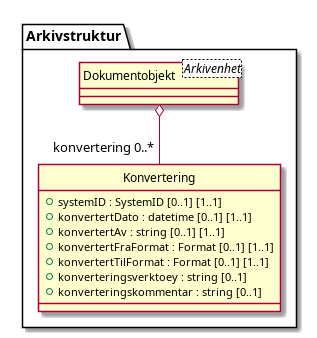 Arkivstruktur
Dokumentobjekt
Arkivenhet
konvertering 0..*
Konvertering
systemID : SystemID [0..1] [1..1]
konvertertDato : datetime [0..1] [1..1]
konvertertAv : string [0..1] [1..1]
konvertertFraFormat : Format [0..1] [1..1]
konvertertTilFormat : Format [0..1] [1..1]
konverteringsverktoey : string [0..1]
konverteringskommentar : string [0..1]